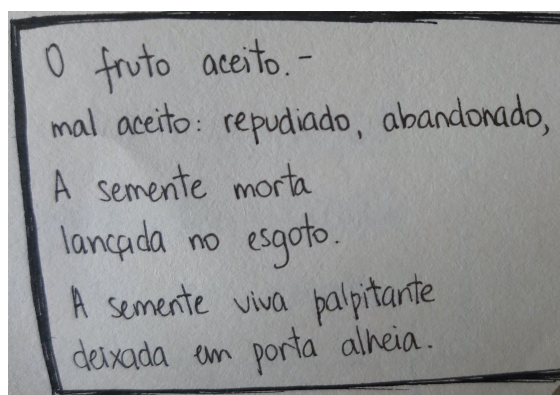 O fruto aceito.-
mal aceito: repudiado, abandonado,
A semente morta
lançada no esgoto.
A semente viva palpitante
deixada em porta alheia.